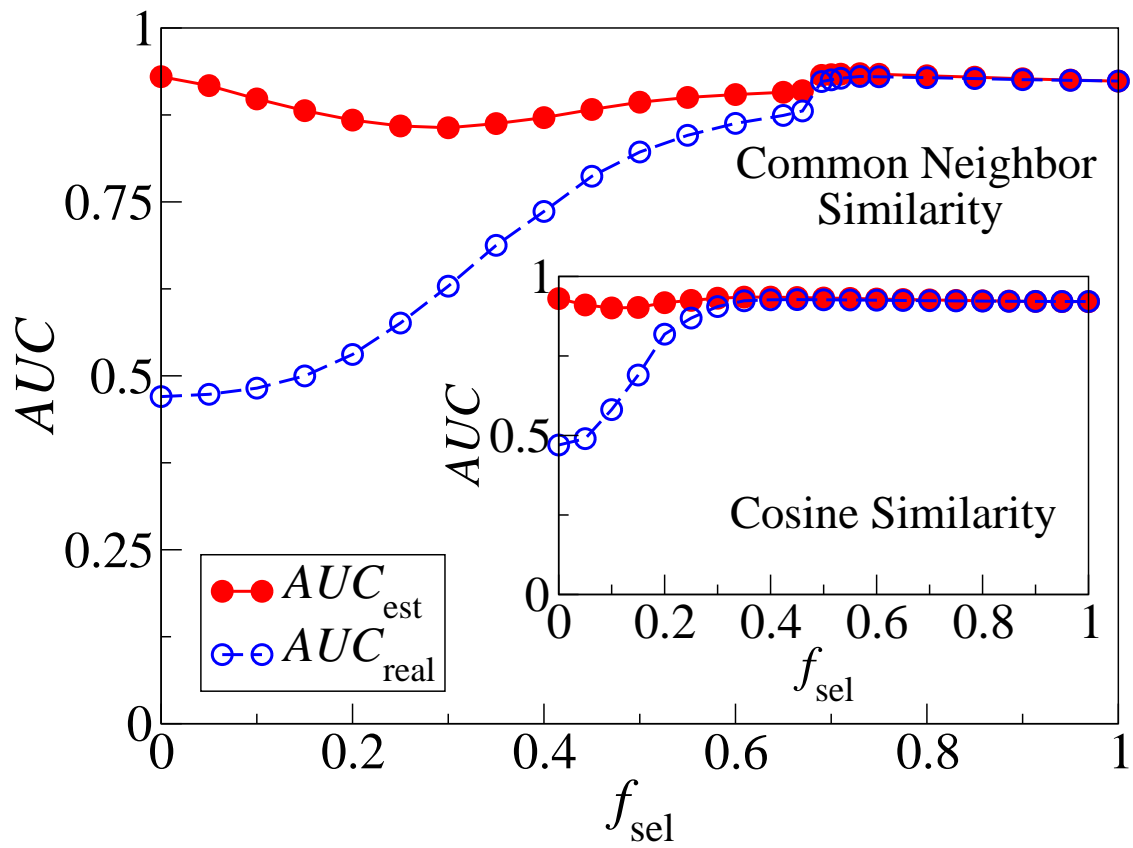 1
0.75
0.5
0.25
0
AUC
Common Neighbor
Similarity
1
0.5
0
AUC
Cosine Similarity
0 0.2 0.4 0.6 0.8 1
f_sel
AUC_est
AUC_real
0 0.2 0.4 0.6 0.8 1
f_sel